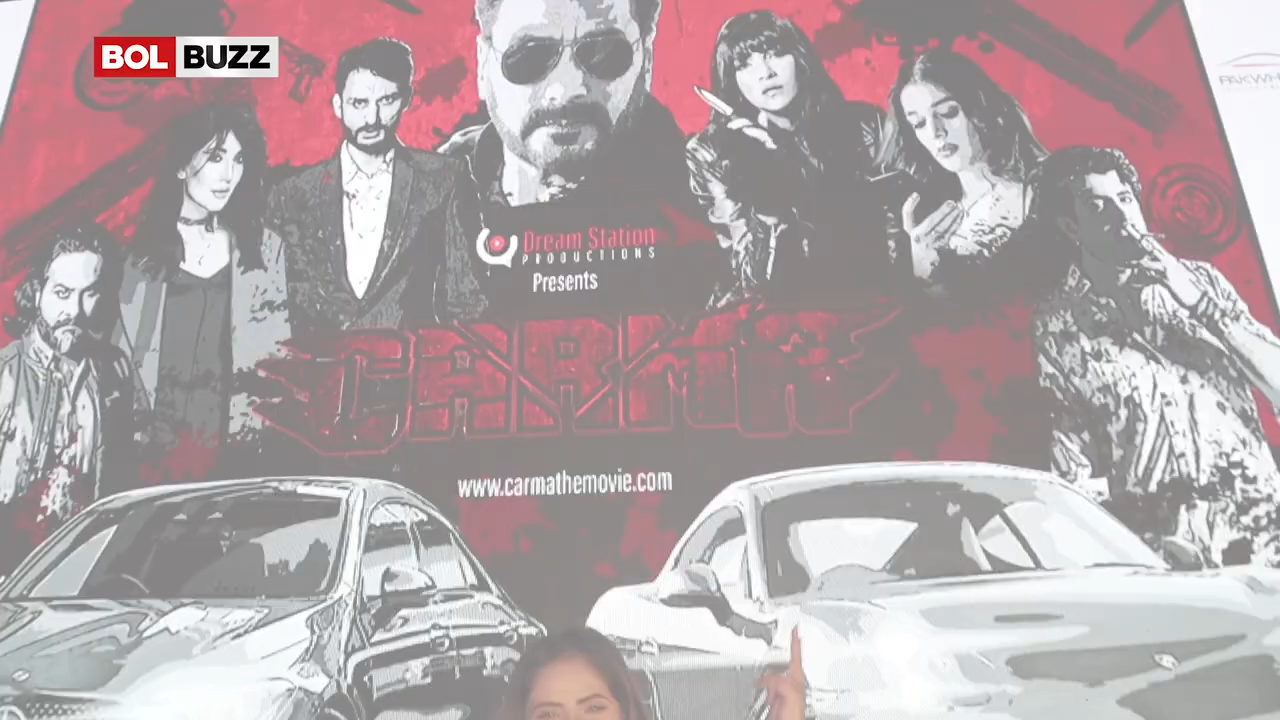 BOL BUZZ
Dream Station
PRODUCTIONS
Presents
CARMA
www.carmathemovie.com